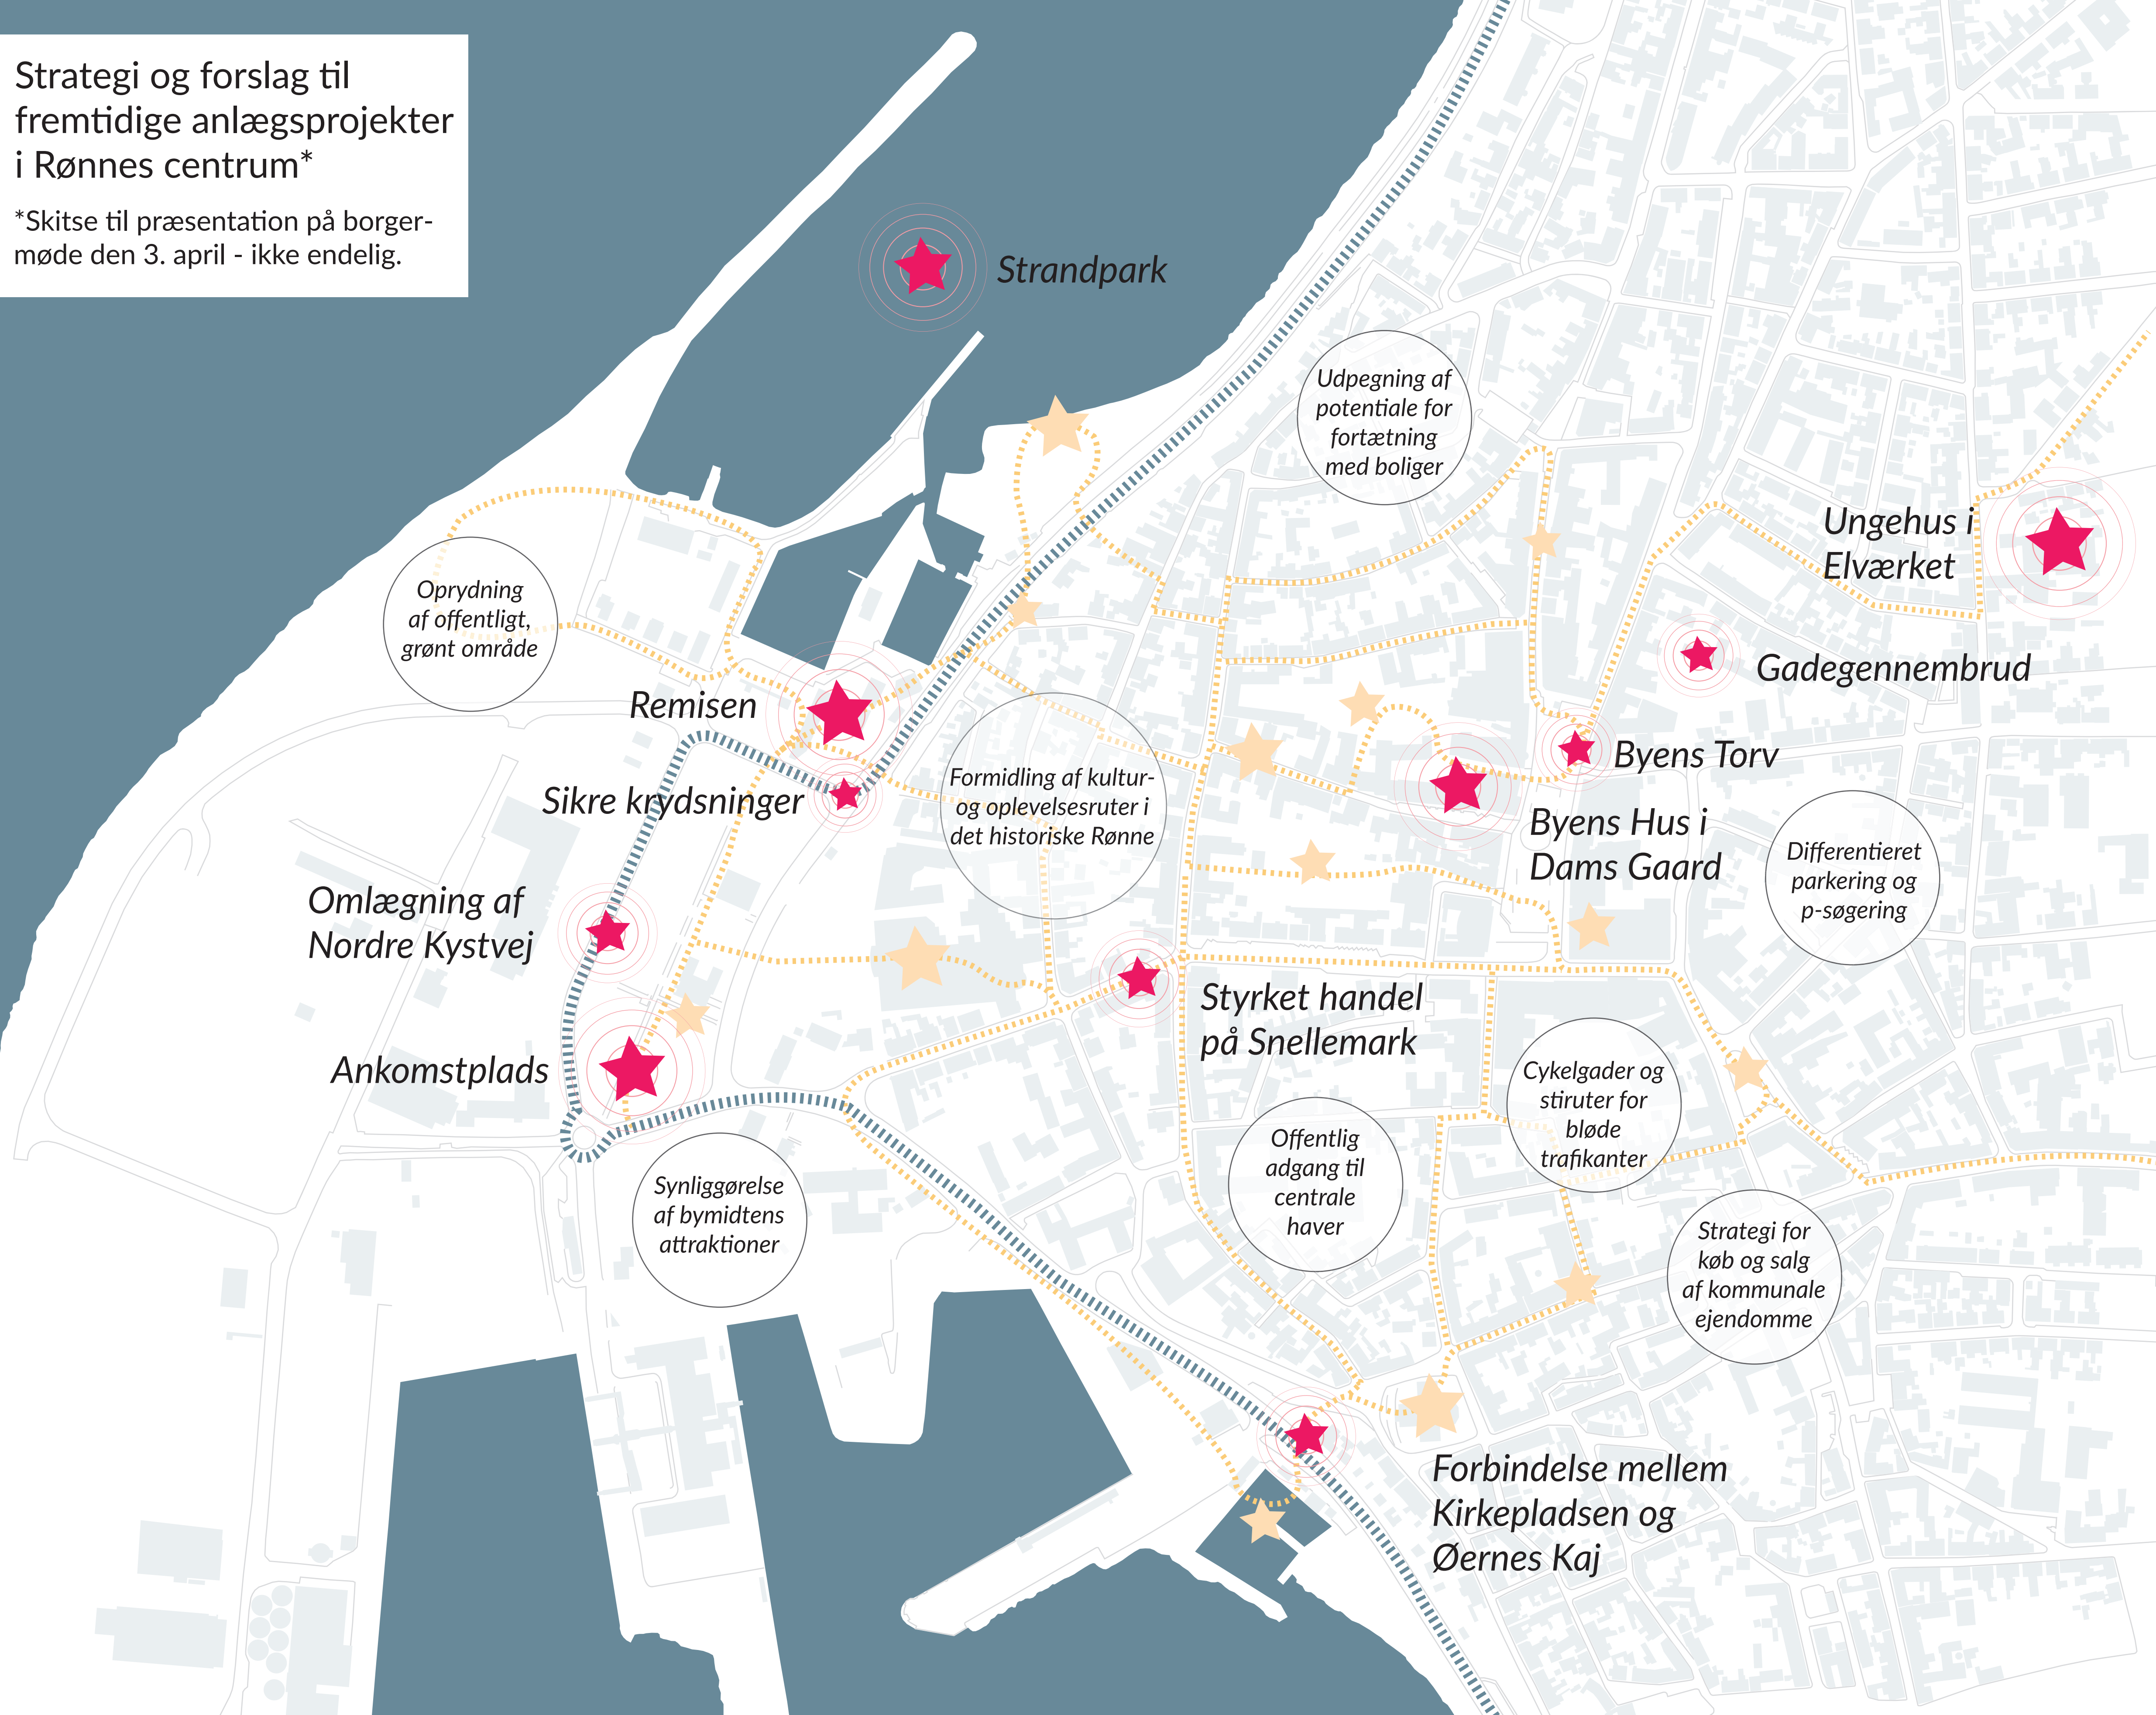 Strategi og forslag til
fremtidige anlægsprojekter
i Rønnes centrum*
*Skitse til præsentation på borger-
møde den 3. april - ikke endelig.
Strandpark
Udpegning af
potentiale for
fortætning
med boliger
Ungehus i
Elværket
Oprydning
af offentligt,
grønt område
Gadegennembrud
Remisen
Byens Torv
Sikre krydsninger
Formidling af kultur-
og oplevelsesruter i
det historiske Rønne
Byens Hus i
Dams Gaard
Differentieret
parkering og
p-søgering
Omlægning af
Nordre Kystvej
Styrket handel
på Snellemark
Ankomstplads
Cykelgader og
stiruter for
bløde
trafikanter
Offentlig
adgang til
centrale
haver
Synliggørelse
af bymidtens
attraktioner
Strategi for
køb og salg
af kommunale
ejendomme
Forbindelse mellem
Kirkepladsen og
Øernes Kaj